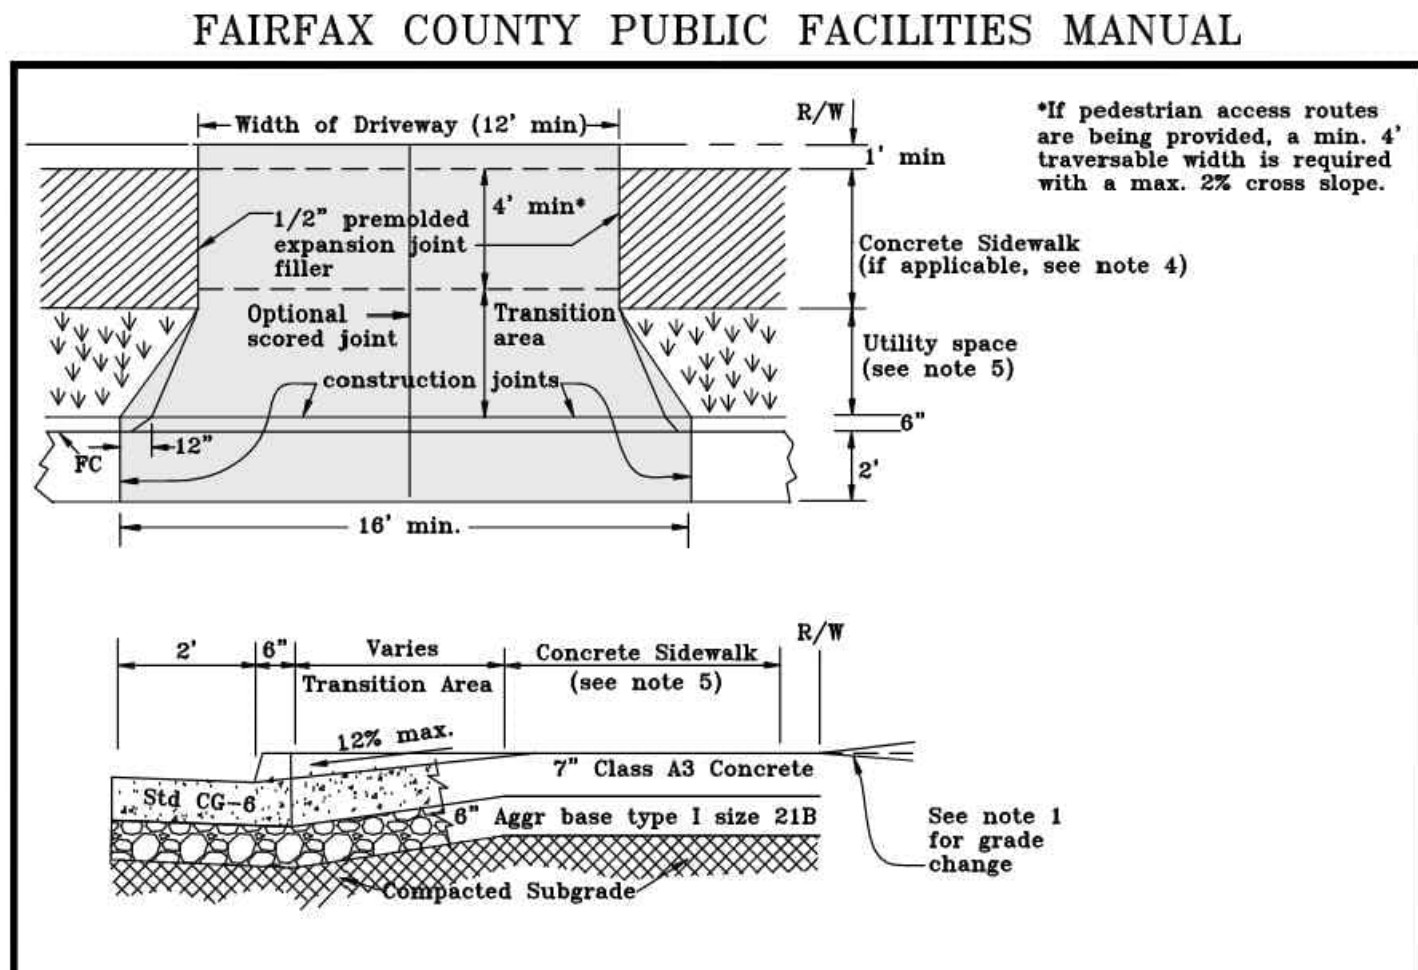 FAIRFAX COUNTY PUBLIC FACILITIES MANUAL
Width of Driveway (12' min)
R/W
1' min
*If pedestrian access routes
are being provided, a min. 4'
traversable width is required
with a max. 2% cross slope.
4' min*
1/2" premolded
expansion joint
filler
Concrete Sidewalk
(if applicable, see note 4)
Optional
scored joint
Transition
area
Utility space
(see note 5)
construction joints
6"
FC
12"
2'
16' min.
2'
6"
Varies
Transition Area
Concrete Sidewalk
(see note 5)
R/W
12% max.
7" Class A3 Concrete
Std CG-6
6" Aggr base type I size 21B
See note 1
for grade
change
Compacted Subgrade